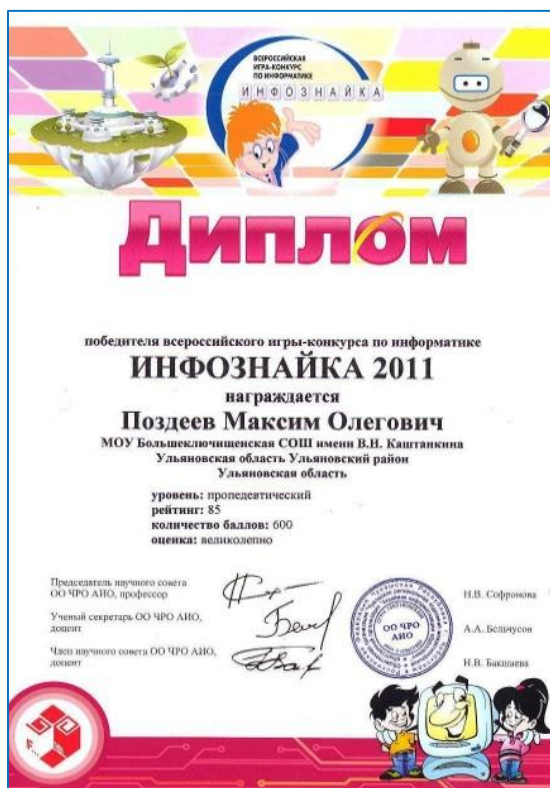 ВСЕРОССИЙСКАЯ
ИГРА-КОНКУРС
ПО ИНФОРМАТИКЕ
ИНФОЗНАЙКА
Диплом
победителя всероссийского игры-конкурса по информатике
ИНФОЗНАЙКА 2011
награждается
Поздеев Максим Олегович
МОУ Большеключищенская СОШ имени В.Н. Каштанкина
Ульяновская область Ульяновский район
Ульяновская область
уровень: пропедевтический
рейтинг: 85
количество баллов: 600
оценка: великолепно
Председатель научного совета
ОО ЧРО АИО, профессор
Н.В. Софронова
Ученый секретарь ОО ЧРО АИО,
доцент
А.А. Бельчусов
Член научного совета ОО ЧРО АИО,
доцент
Н.В. Бакшаева
ОО ЧРО
АИО